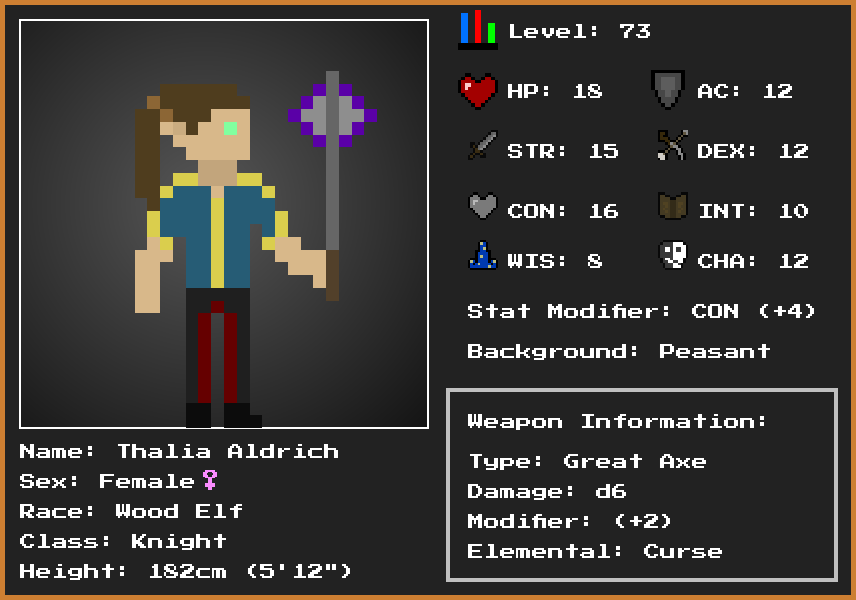 Level: 73
HP: 18 AC: 12
STR: 15 DEX: 12
CON: 16 INT: 10
WIS: 8 CHA: 12
Stat Modifier: CON (+4)
Background: Peasant
Weapon Information:
Type: Great Axe
Damage: d6
Modifier: (+2)
Elemental: Curse
Name: Thalia Aldrich
Sex: Female♀
Race: Wood Elf
Class: Knight
Height: 182cm (5'12")